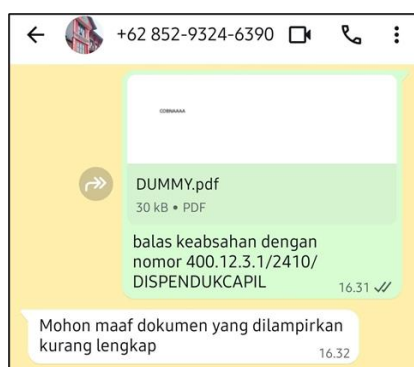 +62 852-9324-6390
DUMMY.pdf
30 kB • PDF
balas keabsahan dengan
nomor 400.12.3.1/2410/
DISPENDUKCAPIL
16.31
Mohon maaf dokumen yang dilampirkan
kurang lengkap
16.32